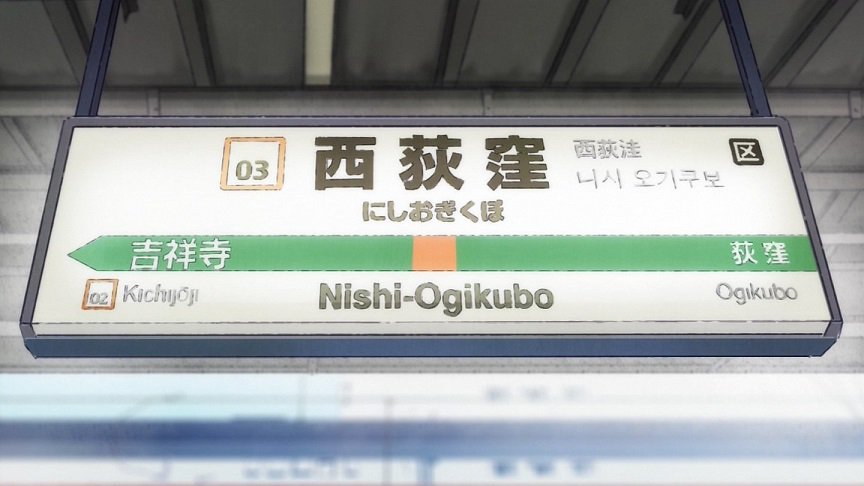 03
西荻窪
にしおぎくぼ
西荻洼
니시 오기쿠보
区
吉祥寺
荻窪
02
Kichijōji
Nishi-Ogikubo
Ogikubo